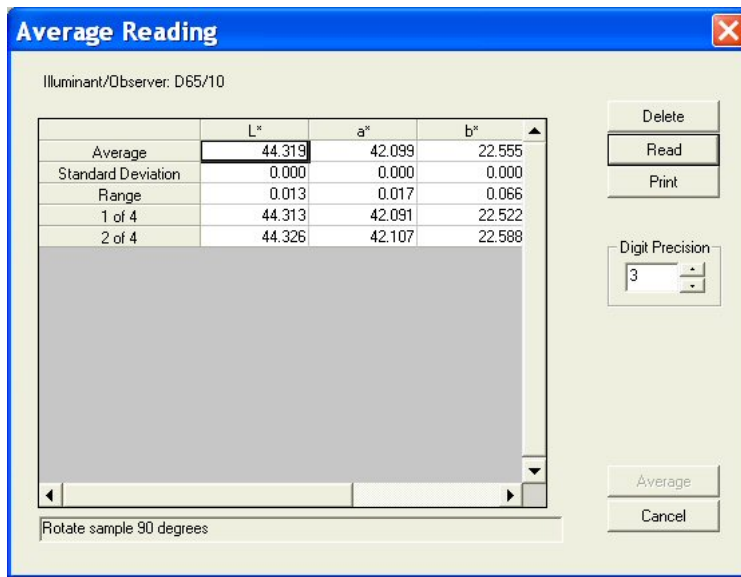 Average Reading
Illuminant/Observer: D65/10
L* a* b*
Average 44.319 42.099 22.555
Standard Deviation 0.000 0.000 0.000
Range 0.013 0.017 0.066
1 of 4 44.313 42.091 22.522
2 of 4 44.326 42.107 22.588
Delete
Read
Print
Digit Precision
3
Average
Cancel
Rotate sample 90 degrees